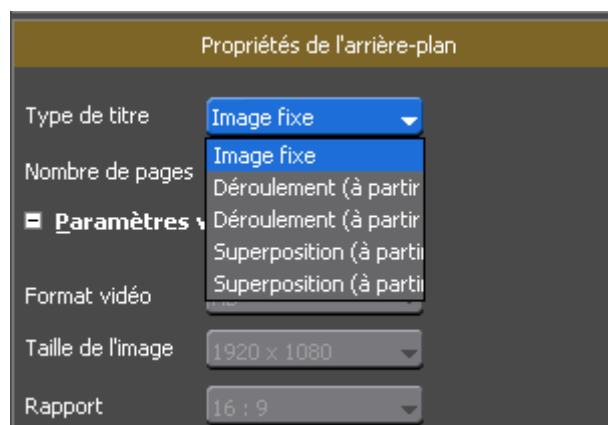 Propriétés de l'arrière-plan
Type de titre Image fixe
Image fixe
Nombre de pages
Déroulement (à partir
Déroulement (à partir
Paramètres
Superposition (à partir
Superposition (à partir
Format vidéo
Taille de l'image 1920 x 1080
Rapport 16 : 9